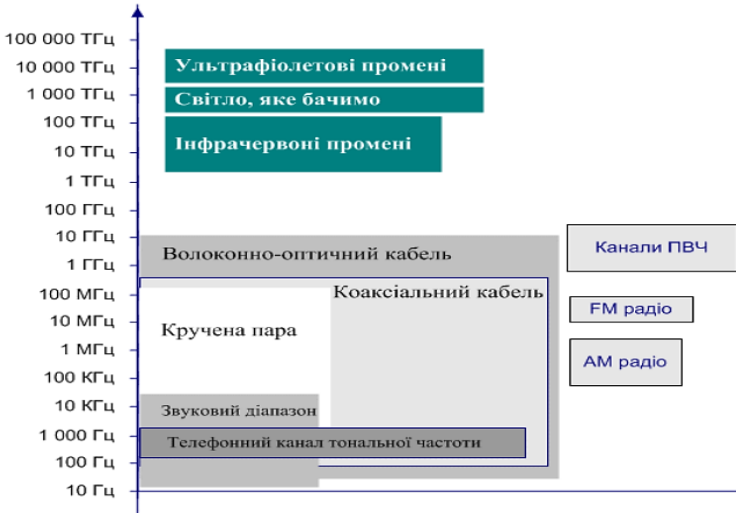 100 000 ТГц
10 000 ТГц
Ультрафіолетові промені
1 000 ТГц
Світло, яке бачимо
100 ТГц
Інфрачервоні промені
10 ТГц
1 ТГц
100 ГГц
10 ГГц
Канали ПВЧ
Волоконно-оптичний кабель
1 ГГц
100 МГц
Коаксіальний кабель
FM радіо
10 МГц
Кручена пара
1 МГц
АМ радіо
100 КГц
10 КГц
Звуковий діапазон
1 000 Гц
Телефонний канал тональної частоти
100 Гц
10 Гц